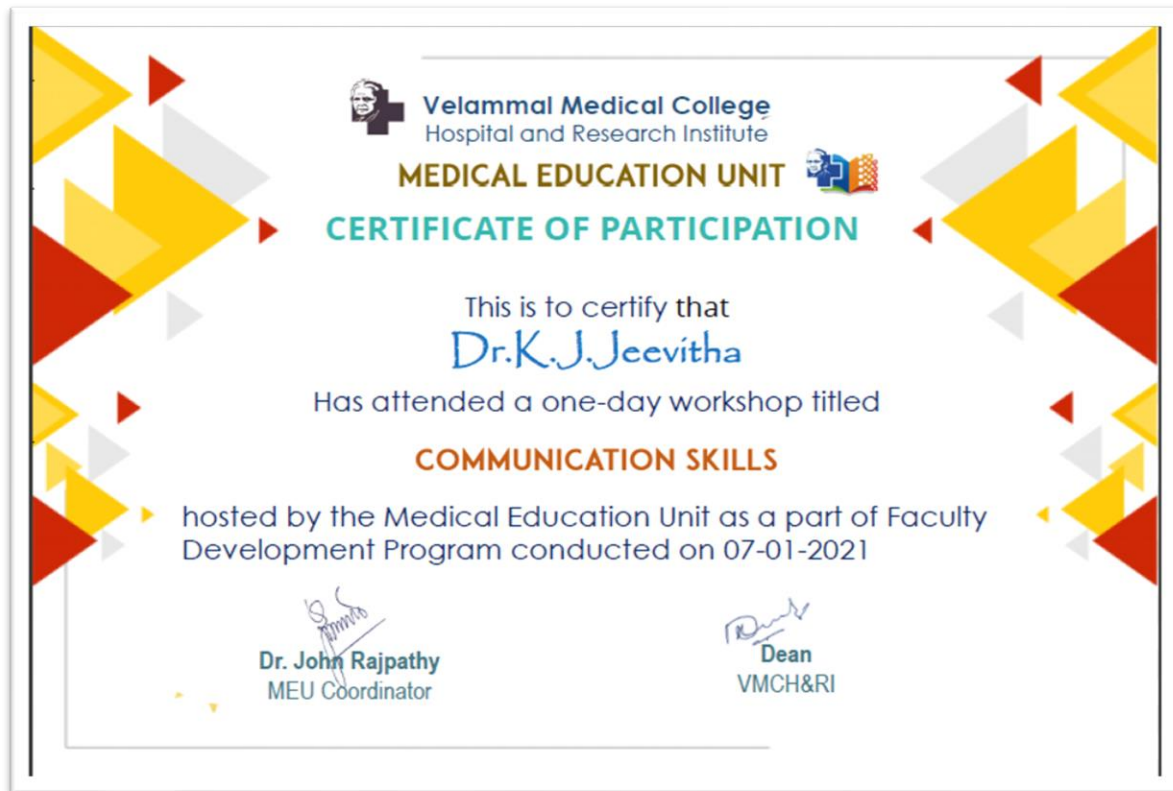 Velammal Medical College
Hospital and Research Institute
MEDICAL EDUCATION UNIT
CERTIFICATE OF PARTICIPATION
This is to certify that
Dr.K.J.Jeevitha
Has attended a one-day workshop titled
COMMUNICATION SKILLS
hosted by the Medical Education Unit as a part of Faculty
Development Program conducted on 07-01-2021
Dr. John Rajpathy
MEU Coordinator
Dean
VMCH&RI